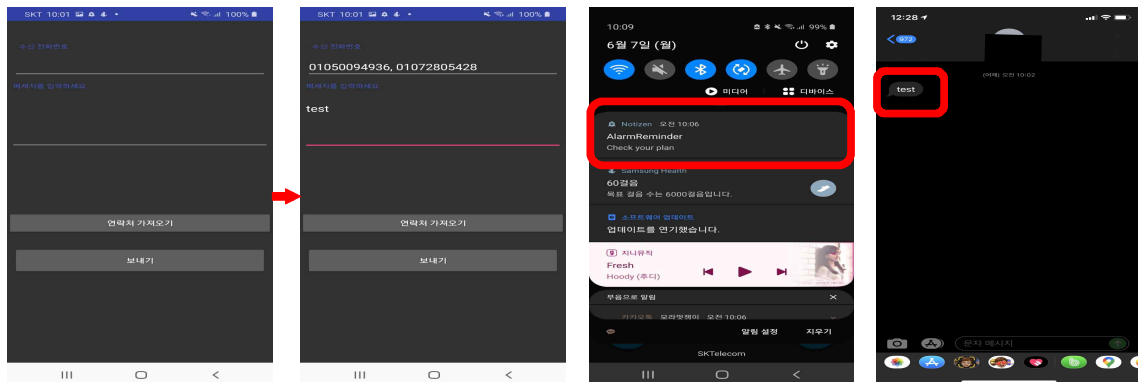 SKT 10:01
100%
수신 전화번호
메세지를 입력하세요
연락처 가져오기
보내기
SKT 10:01
100%
수신 전화번호
01050094936, 01072805428
메세지를 입력하세요
test
연락처 가져오기
보내기
10:09
99%
6월 7일 (월)
미디어
디바이스
Notizen 오전 10:06
AlarmReminder
Check your plan
Samsung Health
60걸음
목표 걸음 수는 6000걸음입니다.
소프트웨어 업데이트
업데이트를 연기했습니다.
지니뮤직
Fresh
Hoody (후디)
무음으로 알림
카카오톡 모라멋쟁이 오전 10:06
알림 설정 지우기
SKTelecom
12:28
972
(어제) 오전 10:02
test
문자 메시지